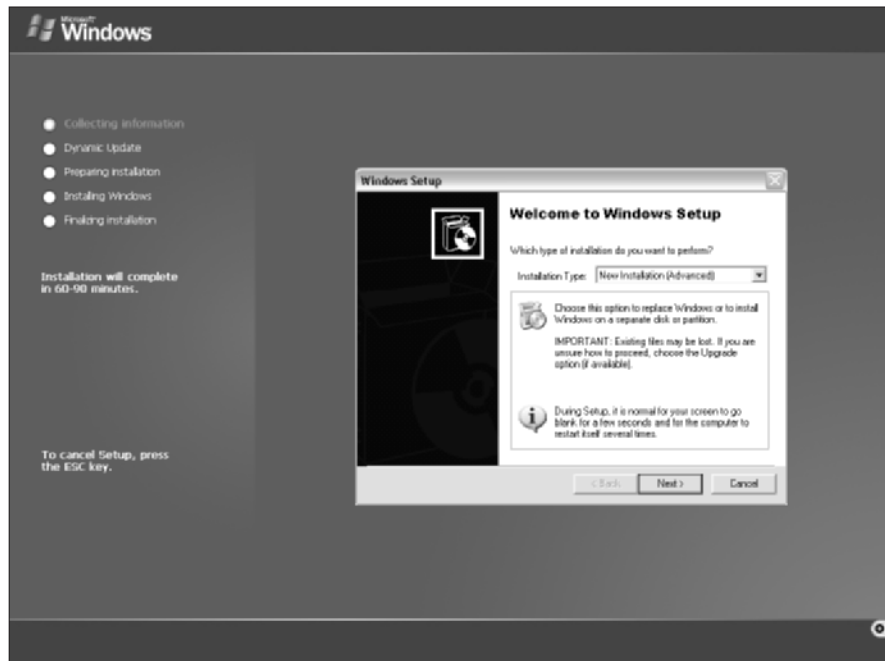 Microsoft
Windows
Collecting information
Dynamic Update
Preparing installation
Installing Windows
Finalizing installation
Installation will complete
in 60-90 minutes.
To cancel Setup, press
the ESC key.
Windows Setup
Welcome to Windows Setup
Which type of installation do you want to perform?
Installation Type: New Installation (Advanced)
Choose this option to replace Windows or to install
Windows on a separate disk or partition.
IMPORTANT: Existing files may be lost. If you are
unsure how to proceed, choose the Upgrade
option (if available).
During Setup, it is normal for your screen to go
blank for a few seconds and for the computer to
restart itself several times.
< Back Next > Cancel